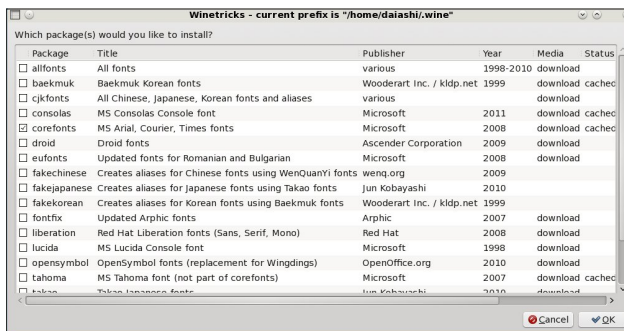 Winetricks - current prefix is "/home/daiashi/.wine"
Which package(s) would you like to install?
Package Title Publisher Year Media Status
allfonts All fonts various 1998-2010 download
baekmuk Baekmuk Korean fonts Wooderart Inc. / kldp.net 1999 download cached
cjkfonts All Chinese, Japanese, Korean fonts and aliases various download
consolas MS Consolas Console font Microsoft 2011 download cached
corefonts MS Arial, Courier, Times fonts Microsoft 2008 download cached
droid Droid fonts Ascender Corporation 2009 download
eufonts Updated fonts for Romanian and Bulgarian Microsoft 2008 download
fakechinese Creates aliases for Chinese fonts using WenQuanYi fonts wenq.org 2009
fakejapanese Creates aliases for Japanese fonts using Takao fonts Jun Kobayashi 2010
fakekorean Creates aliases for Korean fonts using Baekmuk fonts Wooderart Inc. / kldp.net 1999
fontfix Updated Arphic fonts Arphic 2007 download
liberation Red Hat Liberation fonts (Sans, Serif, Mono) Red Hat 2008 download
lucida MS Lucida Console font Microsoft 1998 download
opensymbol OpenSymbol fonts (replacement for Wingdings) OpenOffice.org 2010 download
tahoma MS Tahoma font (not part of corefonts) Microsoft 2007 download cached
takao Takao Japanese fonts Jun Kobayashi 2010 download
Cancel OK